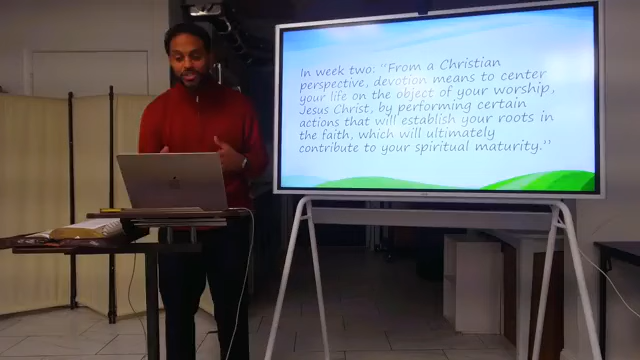 In week two: “From a Christian
perspective, devotion means to center
your life on the object of your worship,
Jesus Christ, by performing certain
actions that will establish your roots in
the faith, which will ultimately
contribute to your spiritual maturity.”